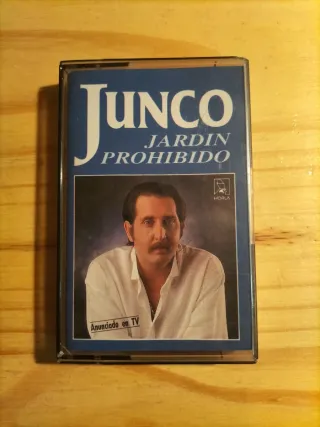 JUNCO
JARDIN
PROHIBIDO
HORUS
Anunciado en TV